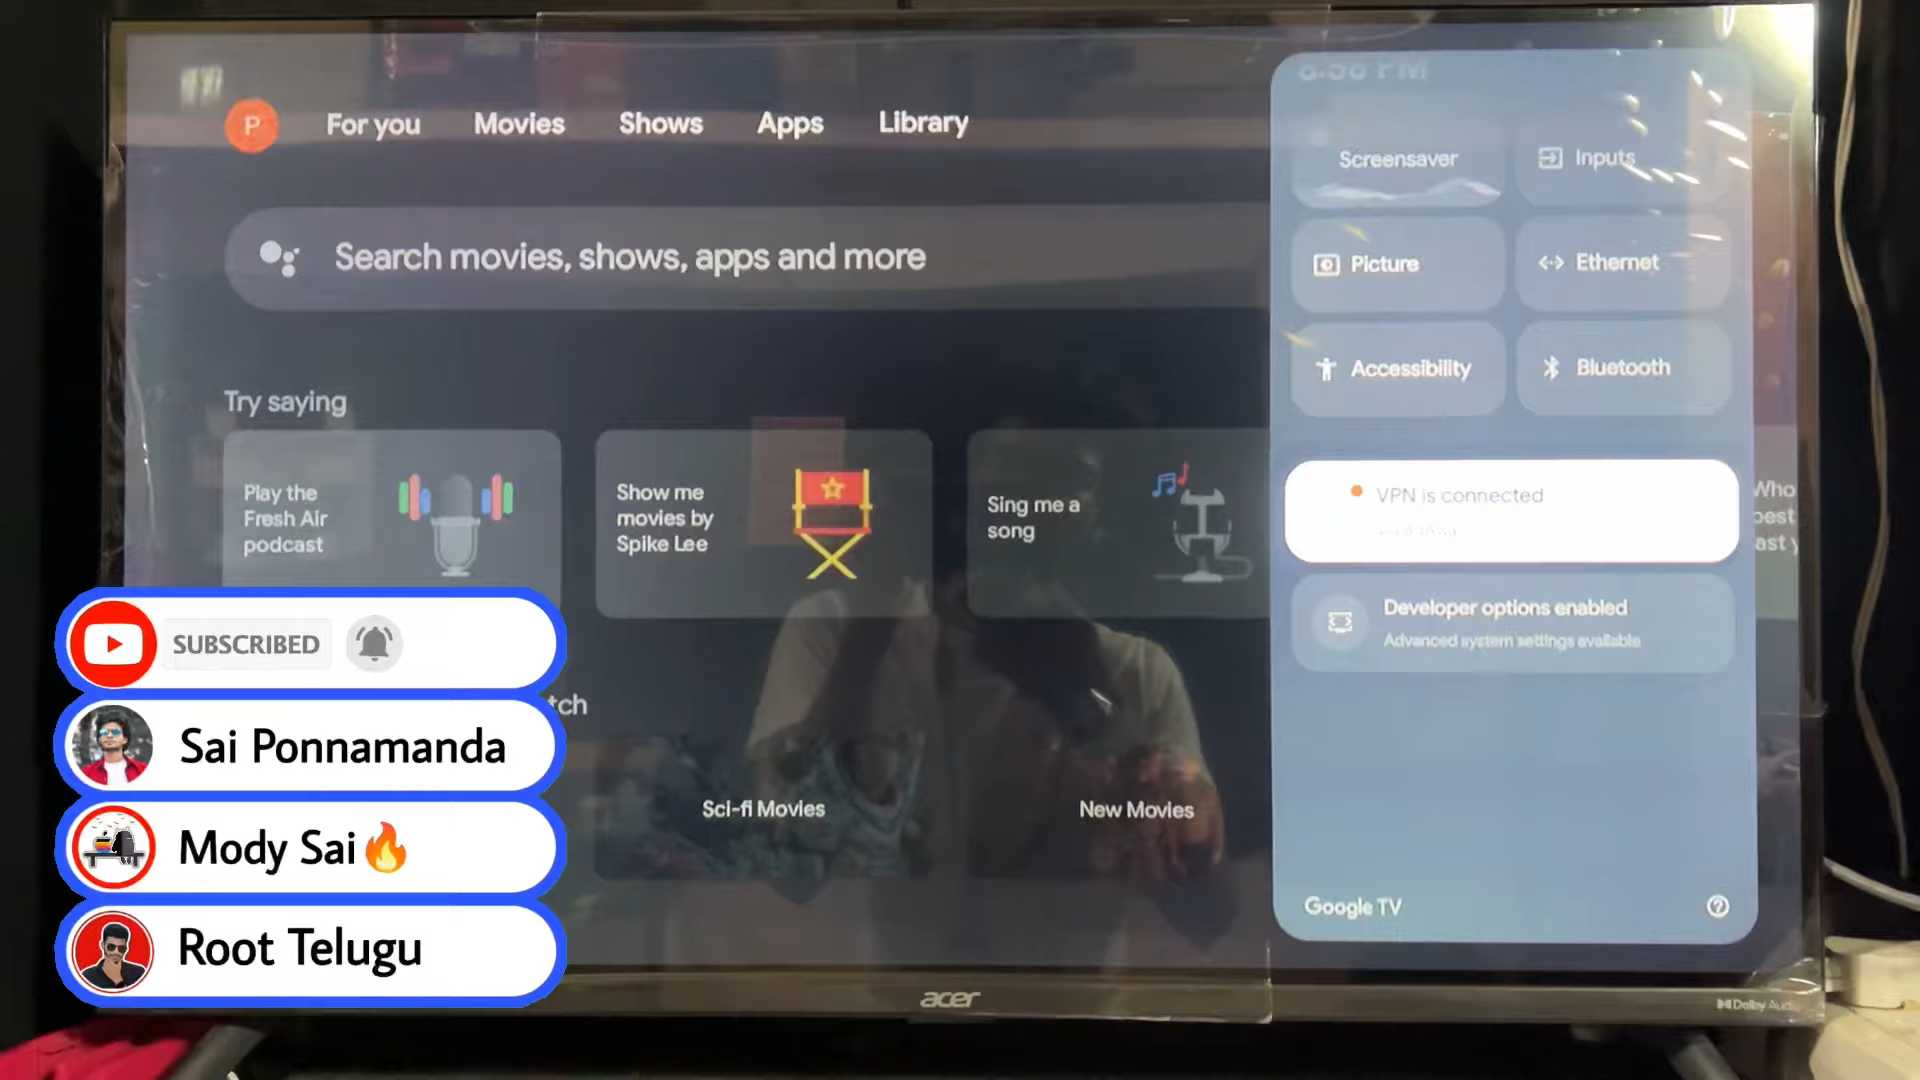 P
For you
Movies
Shows
Apps
Library
Search movies, shows, apps and more
Try saying
Play the
Fresh Air
podcast
Show me
movies by
Spike Lee
Sing me a
song
Who
Sci-fi Movies
New Movies
PM
Screensaver
Inputs
Picture
Ethernet
Accessibility
Bluetooth
VPN is connected
Developer options enabled
Advanced system settings available
Google TV
SUBSCRIBED
Sai Ponnamanda
Mody Sai
Root Telugu
acer
Dolby